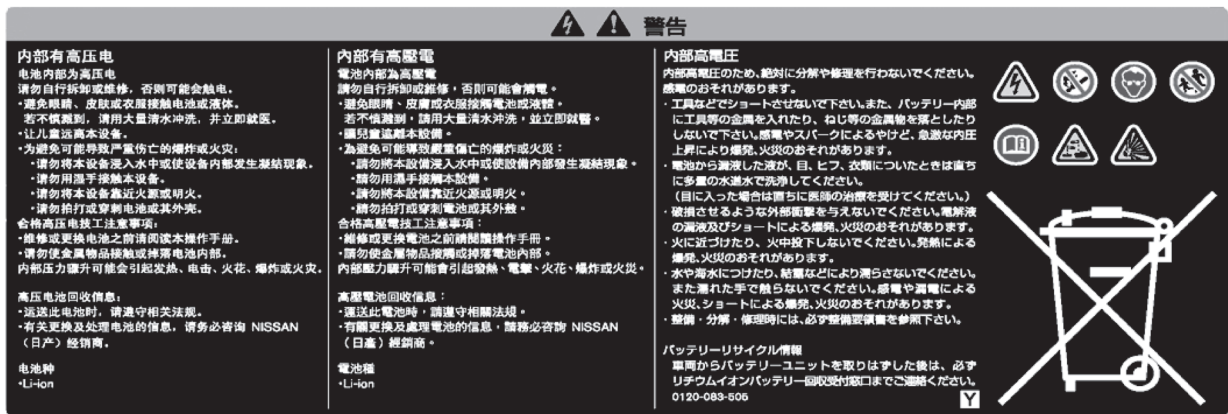 警告
内部有高压电
电池内部为高压电
请勿自行拆卸或维修，否则可能会触电。
·避免眼睛、皮肤或衣服接触电池或液体。
若不慎溅到，请用大量清水冲洗，并立即就医。
·让儿童远离本设备。
·为避免可能导致严重伤亡的爆炸或火灾：
·请勿将本设备浸入水中或使设备内部发生凝结现象。
·请勿用湿手接触本设备。
·请勿将本设备靠近火源或明火。
·请勿拍打或穿刺电池或其外壳。
合格高压电技工注意事项：
·维修或更换电池之前请阅读本操作手册。
·请勿使金属物品接触或掉落电池内部。
内部压力骤升可能会引起发热、电击、火花、爆炸或火灾。
高压电池回收信息：
·运送此电池时，请遵守相关法规。
·有关更换及处理电池的信息，请务必咨询 NISSAN
（日产）经销商。
电池种
·Li-ion
內部有高壓電
電池內部為高壓電
請勿自行拆卸或維修，否則可能會觸電。
·避免眼睛、皮膚或衣服接觸電池或液體。
若不慎濺到，請用大量清水沖洗，並立即就醫。
·讓兒童遠離本設備。
·為避免可能導致嚴重傷亡的爆炸或火災：
·請勿將本設備浸入水中或使設備內部發生凝結現象。
·請勿用濕手接觸本設備。
·請勿將本設備靠近火源或明火。
·請勿拍打或穿刺電池或其外殼。
合格高壓電技工注意事項：
·維修或更換電池之前請閱讀操作手冊。
·請勿使金屬物品接觸或掉落電池內部。
內部壓力驟升可能會引起發熱、電擊、火花、爆炸或火災。
高壓電池回收信息：
·運送此電池時，請遵守相關法規。
·有關更換及處理電池的信息，請務必咨詢 NISSAN
（日產）經銷商。
電池種
·Li-ion
内部高電圧
内部高電圧のため、絶対に分解や修理を行わないでください。
感電のおそれがあります。
・工具などでショートさせないで下さい。また、バッテリー内部
に工具等の金属を入れたり、ねじ等の金属物を落としたり
しないで下さい。感電やスパークによるやけど、急激な内圧
上昇により爆発、火災のおそれがあります。
・電池から漏液した液が、目、ヒフ、衣類についたときは直ち
に多量の水道水で洗浄してください。
（目に入った場合は直ちに医師の治療を受けてください。）
・破損させるような外部衝撃を与えないでください。電解液
の漏液及びショートによる爆発、火災のおそれがあります。
・火に近づけたり、火中投下しないでください。発熱による
爆発、火災のおそれがあります。
・水や海水につけたり、結露などにより濡らさないでください。
また濡れた手で触らないでください。感電や漏電による
火災、ショートによる爆発、火災のおそれがあります。
・整備・分解・修理時には、必ず整備要領書を参照下さい。
バッテリーリサイクル情報
車両からバッテリーユニットを取りはずした後は、必ず
リチウムイオンバッテリー回収受付窓口までご連絡ください。
0120-083-505
Y